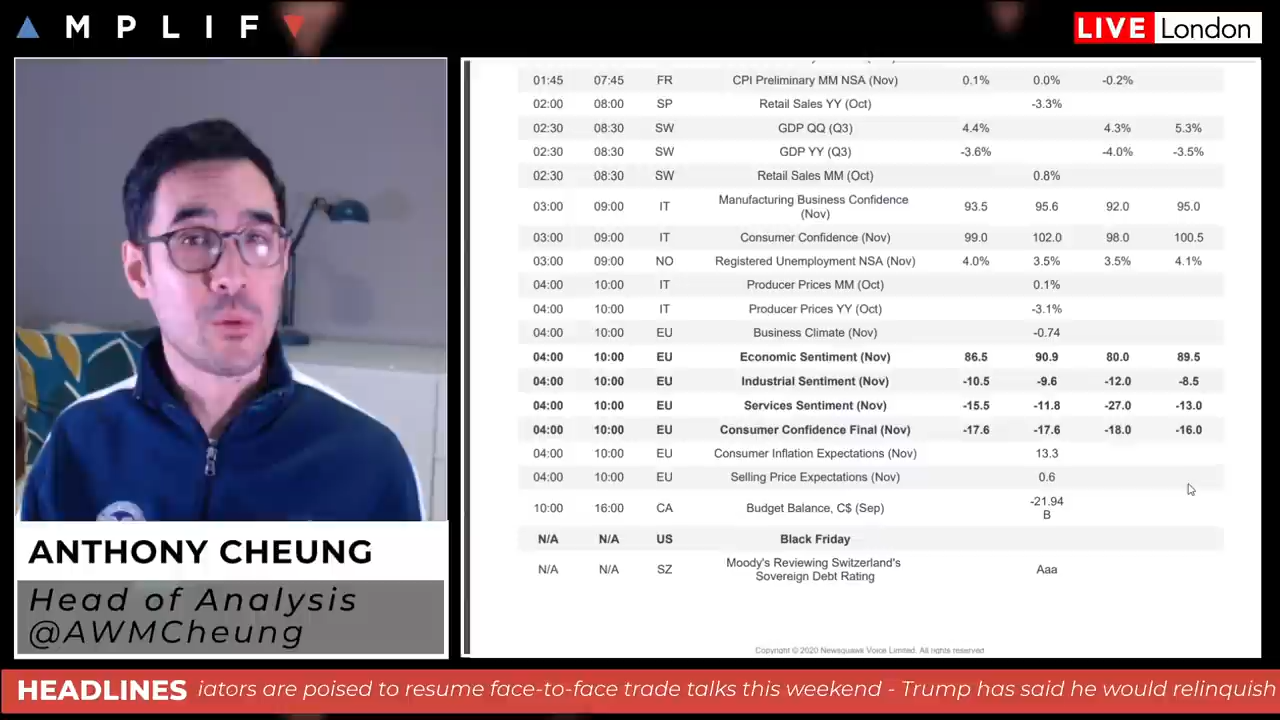 AMPLIFY
LIVE London
01:45 07:45 FR CPI Preliminary MM NSA (Nov) 0.1% 0.0% -0.2%
02:00 08:00 SP Retail Sales YY (Oct) -3.3%
02:30 08:30 SW GDP QQ (Q3) 4.4% 4.3% 5.3%
02:30 08:30 SW GDP YY (Q3) -3.6% -4.0% -3.5%
02:30 08:30 SW Retail Sales MM (Oct) 0.8%
03:00 09:00 IT Manufacturing Business Confidence (Nov) 93.5 95.6 92.0 95.0
03:00 09:00 IT Consumer Confidence (Nov) 99.0 102.0 98.0 100.5
03:00 09:00 NO Registered Unemployment NSA (Nov) 4.0% 3.5% 3.5% 4.1%
04:00 10:00 IT Producer Prices MM (Oct) 0.1%
04:00 10:00 IT Producer Prices YY (Oct) -3.1%
04:00 10:00 EU Business Climate (Nov) -0.74
04:00 10:00 EU Economic Sentiment (Nov) 86.5 90.9 80.0 89.5
04:00 10:00 EU Industrial Sentiment (Nov) -10.5 -9.6 -12.0 -8.5
04:00 10:00 EU Services Sentiment (Nov) -15.5 -11.8 -27.0 -13.0
04:00 10:00 EU Consumer Confidence Final (Nov) -17.6 -17.6 -18.0 -16.0
04:00 10:00 EU Consumer Inflation Expectations (Nov) 13.3
04:00 10:00 EU Selling Price Expectations (Nov) 0.6
10:00 16:00 CA Budget Balance, C$ (Sep) -21.94 B
N/A N/A US Black Friday
N/A N/A SZ Moody's Reviewing Switzerland's Sovereign Debt Rating Aaa
Copyright © 2020 Newsquawk Voice Limited. All rights reserved
ANTHONY CHEUNG
Head of Analysis
@AWMCheung
HEADLINES iators are poised to resume face-to-face trade talks this weekend - Trump has said he would relinquish